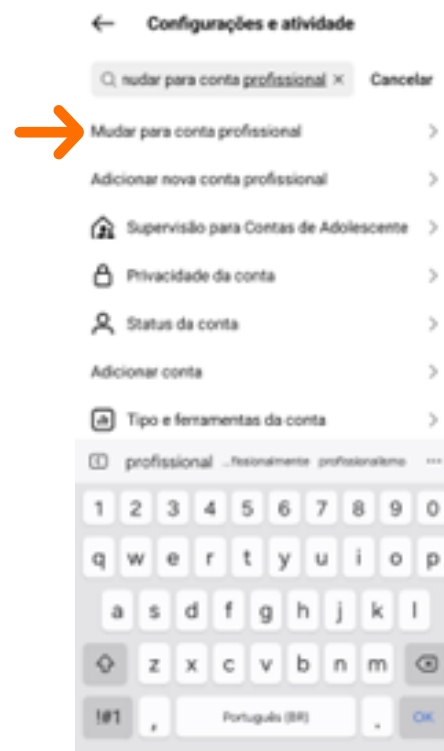 Configurações e atividade
nudar para conta profissional × Cancelar
Mudar para conta profissional
Adicionar nova conta profissional
Supervisão para Contas de Adolescente
Privacidade da conta
Status da conta
Adicionar conta
Tipo e ferramentas da conta
profissional ..fissionalmente profissionalismo ...
1 2 3 4 5 6 7 8 9 0
q w e r t y u i o p
a s d f g h j k l
z x c v b n m
!#1 , Português (BR) . OK